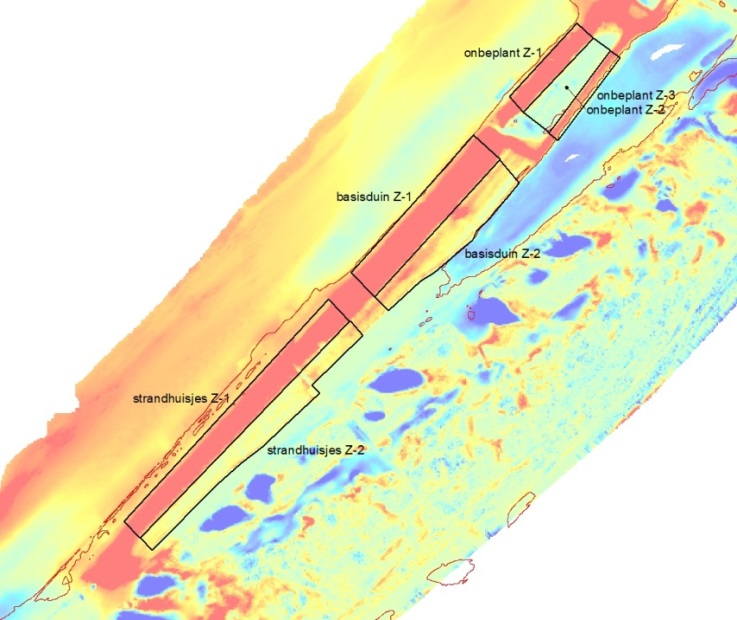 onbeplant Z-1
onbeplant Z-3
onbeplant Z-2
basisduin Z-1
basisduin Z-2
strandhuisjes Z-1
strandhuisjes Z-2